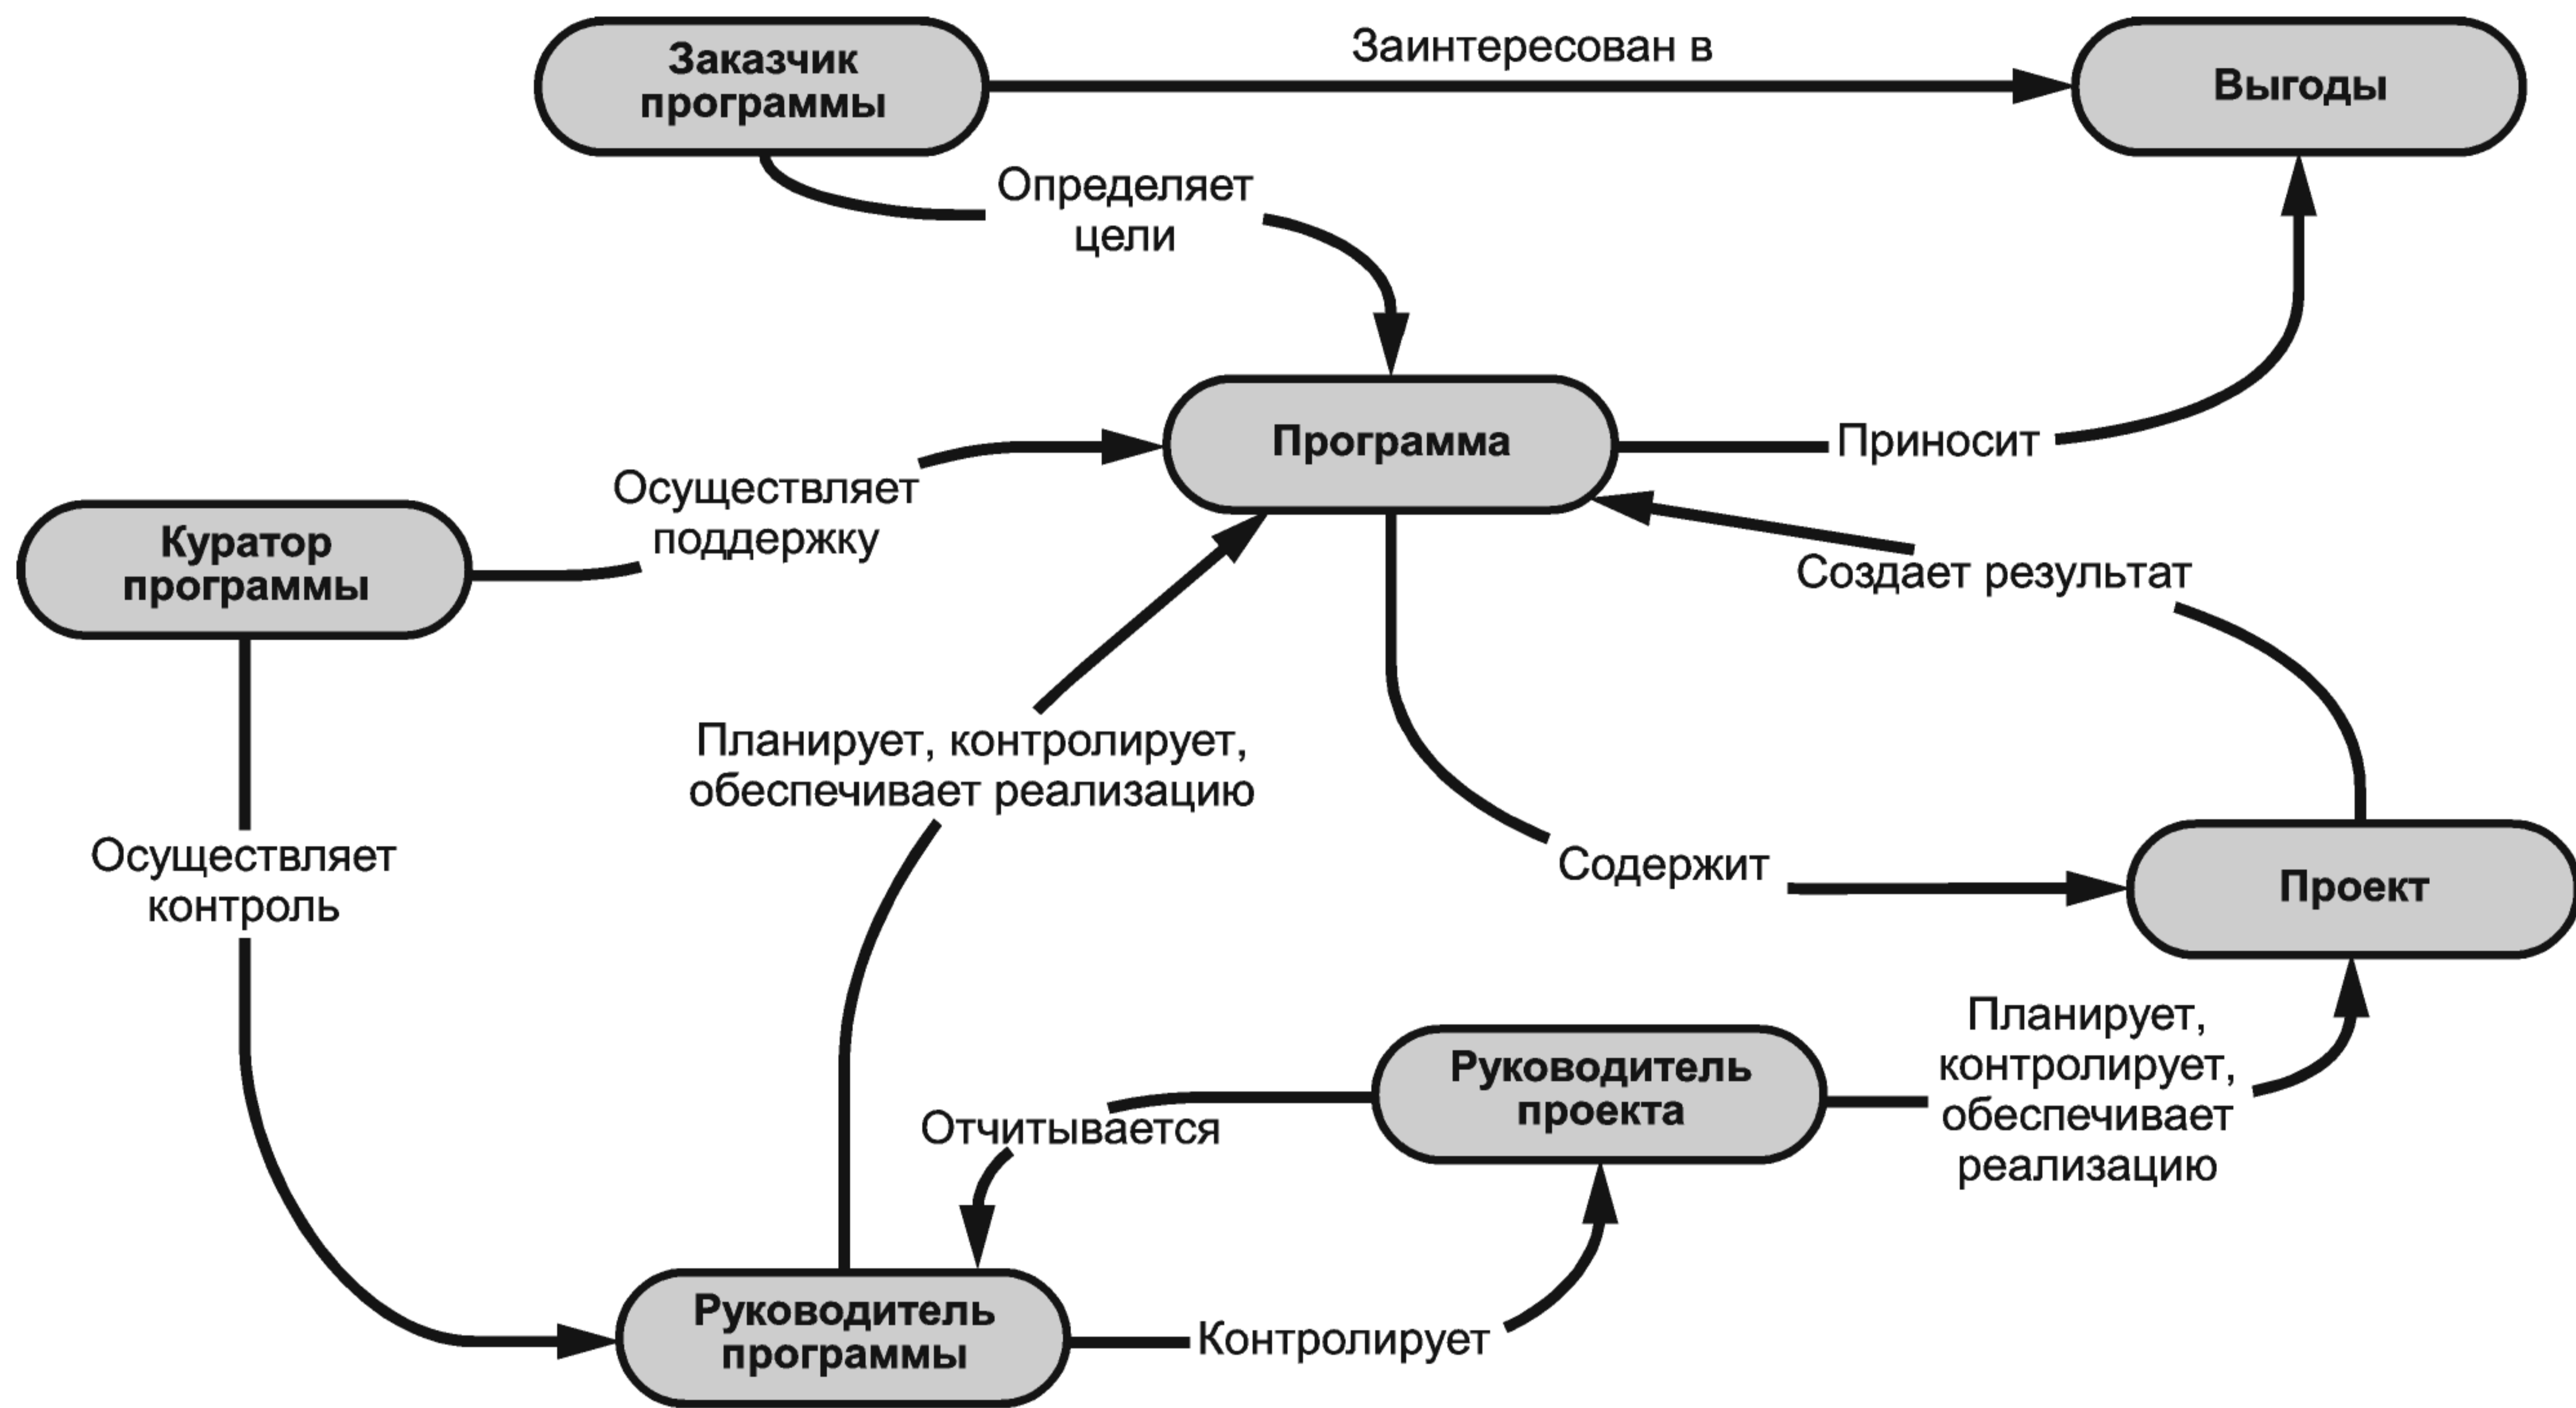 Заказчик
программы
Заинтересован в
Выгоды
Определяет
цели
Программа
Приносит
Осуществляет
поддержку
Куратор
программы
Создает результат
Планирует, контролирует,
обеспечивает реализацию
Осуществляет
контроль
Содержит
Проект
Руководитель
проекта
Планирует,
контролирует,
обеспечивает
реализацию
Отчитывается
Руководитель
программы
Контролирует